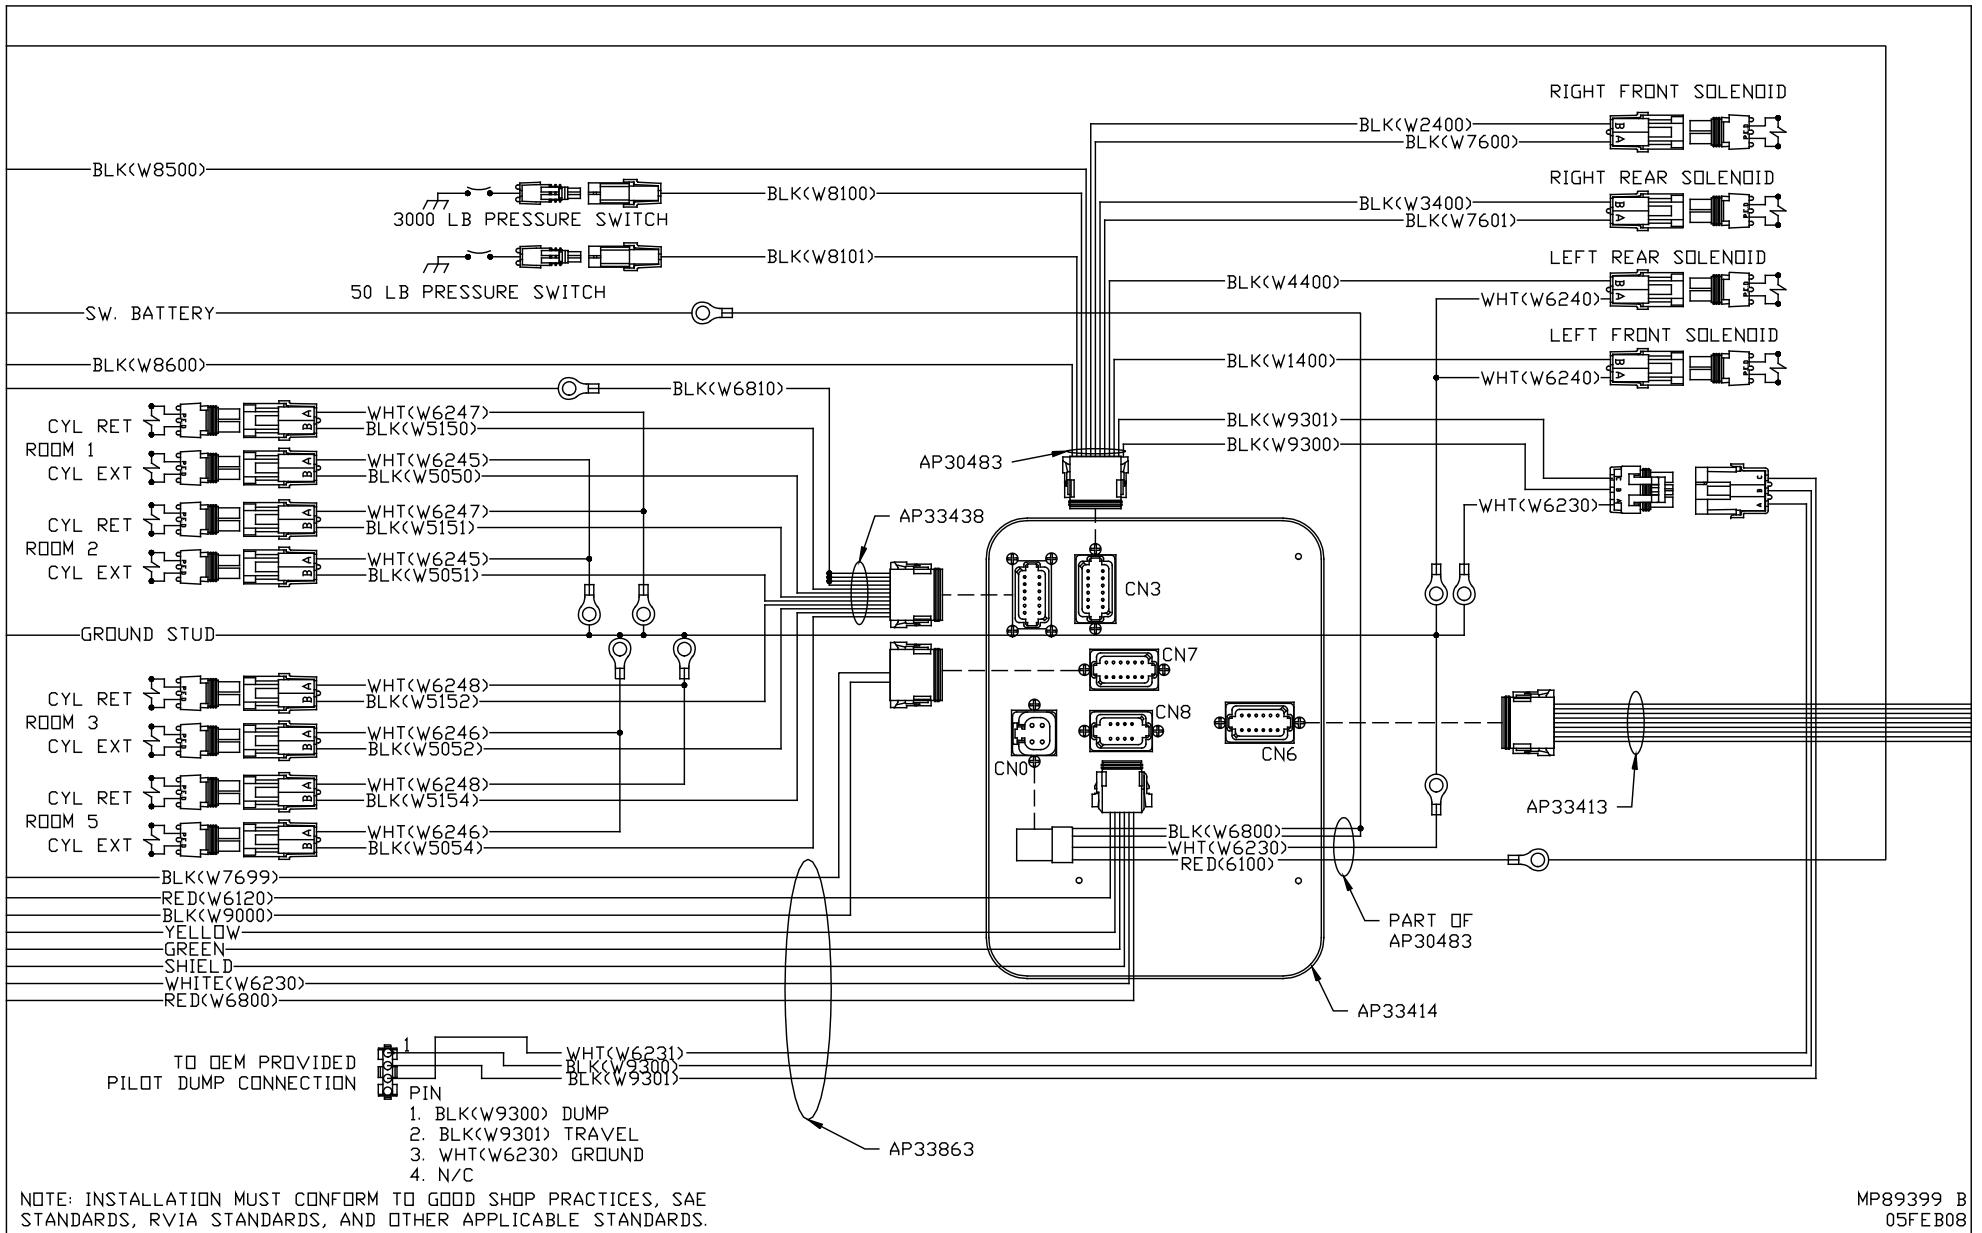 RIGHT FRONT SOLENOID
BLK(W2400)
BLK(W7600)
B
A
BLK(W8500)
BLK(W8100)
3000 LB PRESSURE SWITCH
RIGHT REAR SOLENOID
BLK(W3400)
BLK(W7601)
B
A
BLK(W8101)
50 LB PRESSURE SWITCH
LEFT REAR SOLENOID
BLK(W4400)
WHT(W6240)
B
A
SW. BATTERY
LEFT FRONT SOLENOID
BLK(W8600)
BLK(W1400)
WHT(W6240)
B
A
BLK(W6810)
BLK(W9301)
BLK(W9300)
CYL RET
WHT(W6247)
BLK(W5150)
A
B
ROOM 1
CYL EXT
WHT(W6245)
BLK(W5050)
A
B
AP30483
C
B
A
C
B
A
WHT(W6230)
CYL RET
WHT(W6247)
BLK(W5151)
A
B
ROOM 2
CYL EXT
WHT(W6245)
BLK(W5051)
A
B
AP33438
CN3
GROUND STUD
CN7
CYL RET
WHT(W6248)
BLK(W5152)
A
B
ROOM 3
CYL EXT
WHT(W6246)
BLK(W5052)
A
B
CN8
CN6
CN0
CYL RET
WHT(W6248)
BLK(W5154)
A
B
ROOM 5
CYL EXT
WHT(W6246)
BLK(W5054)
A
B
AP33413
BLK(W6800)
WHT(W6230)
RED(6100)
BLK(W7699)
RED(W6120)
BLK(W9000)
YELLOW
GREEN
SHIELD
WHITE(W6230)
RED(W6800)
PART OF
AP30483
AP33414
TO OEM PROVIDED
PILOT DUMP CONNECTION
1
WHT(W6231)
BLK(W9300)
BLK(W9301)
PIN
1. BLK(W9300) DUMP
2. BLK(W9301) TRAVEL
3. WHT(W6230) GROUND
4. N/C
AP33863
NOTE: INSTALLATION MUST CONFORM TO GOOD SHOP PRACTICES, SAE
STANDARDS, RVIA STANDARDS, AND OTHER APPLICABLE STANDARDS.
MP89399 B
05FEB08